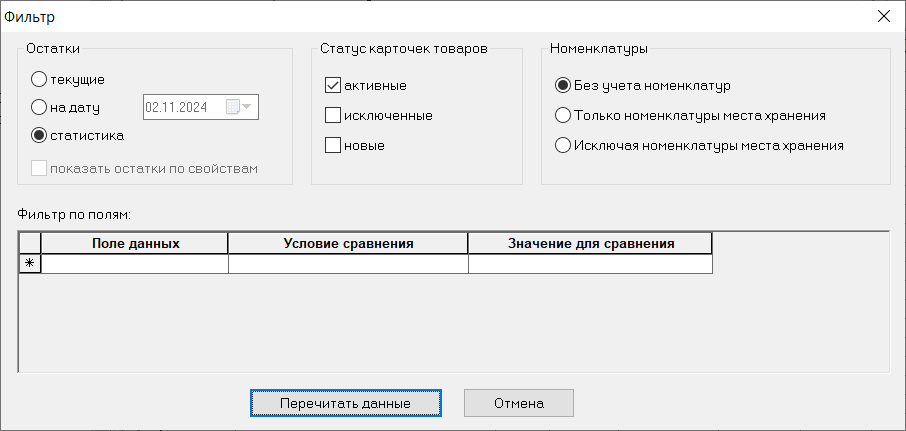 Фильтр
Остатки
текущие
на дату 02.11.2024
статистика
показать остатки по свойствам
Статус карточек товаров
активные
исключенные
новые
Номенклатуры
Без учета номенклатур
Только номенклатуры места хранения
Исключая номенклатуры места хранения
Фильтр по полям:
Поле данных Условие сравнения Значение для сравнения
Перечитать данные Отмена